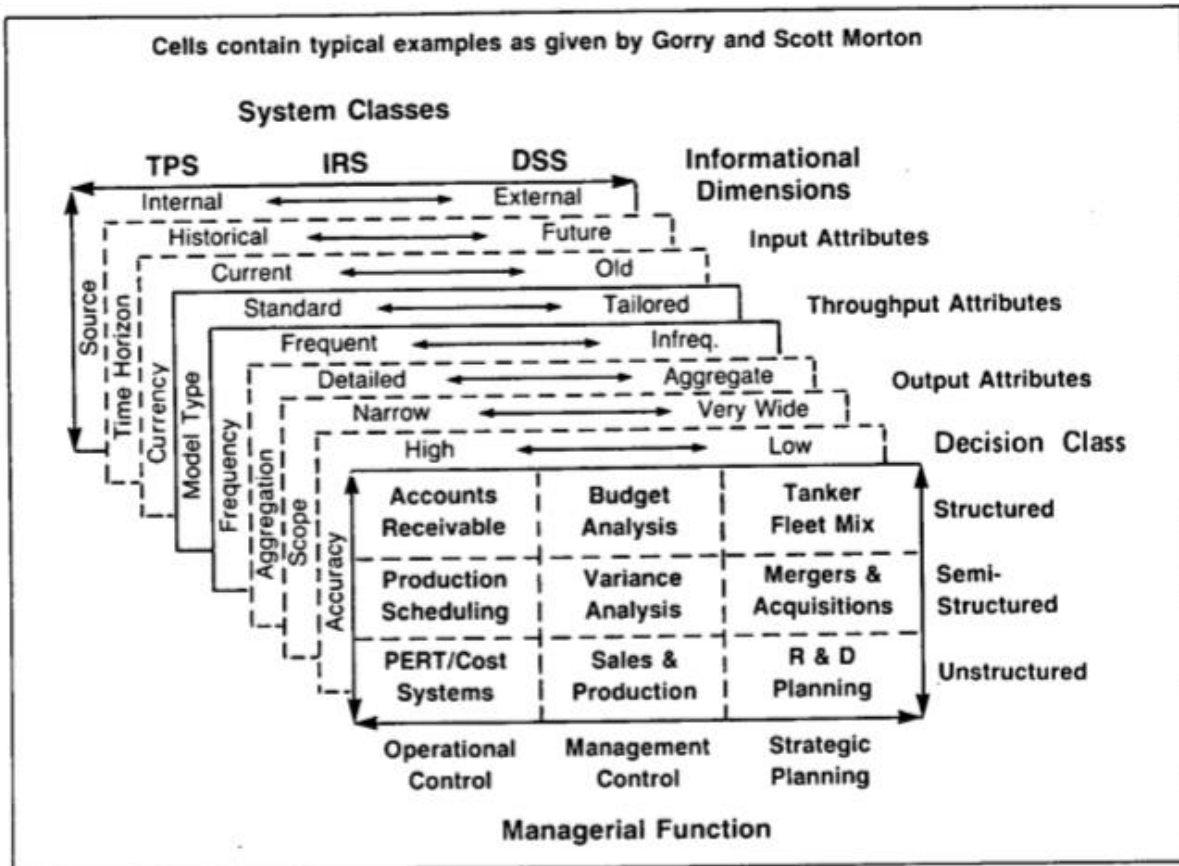 Cells contain typical examples as given by Gorry and Scott Morton
System Classes
TPS IRS DSS
Informational
Dimensions
Internal External
Historical Future
Input Attributes
Current Old
Standard Tailored
Throughput Attributes
Frequent Infreq.
Detailed Aggregate
Output Attributes
Narrow Very Wide
High Low
Decision Class
Source
Time Horizon
Currency
Model Type
Frequency
Aggregation
Scope
Accuracy
Accounts
Receivable
Budget
Analysis
Tanker
Fleet Mix
Structured
Production
Scheduling
Variance
Analysis
Mergers &
Acquisitions
Semi-
Structured
PERT/Cost
Systems
Sales &
Production
R & D
Planning
Unstructured
Operational
Control
Management
Control
Strategic
Planning
Managerial Function